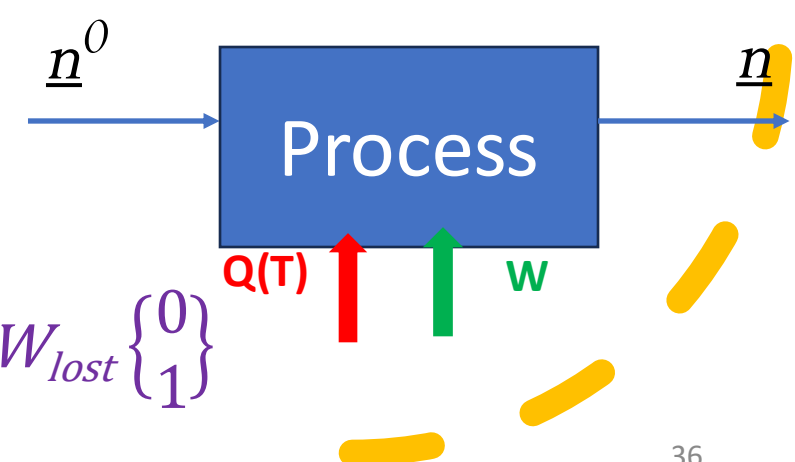 n⁰
n
Process
Q(T)
W
W_lost {0
1}
36